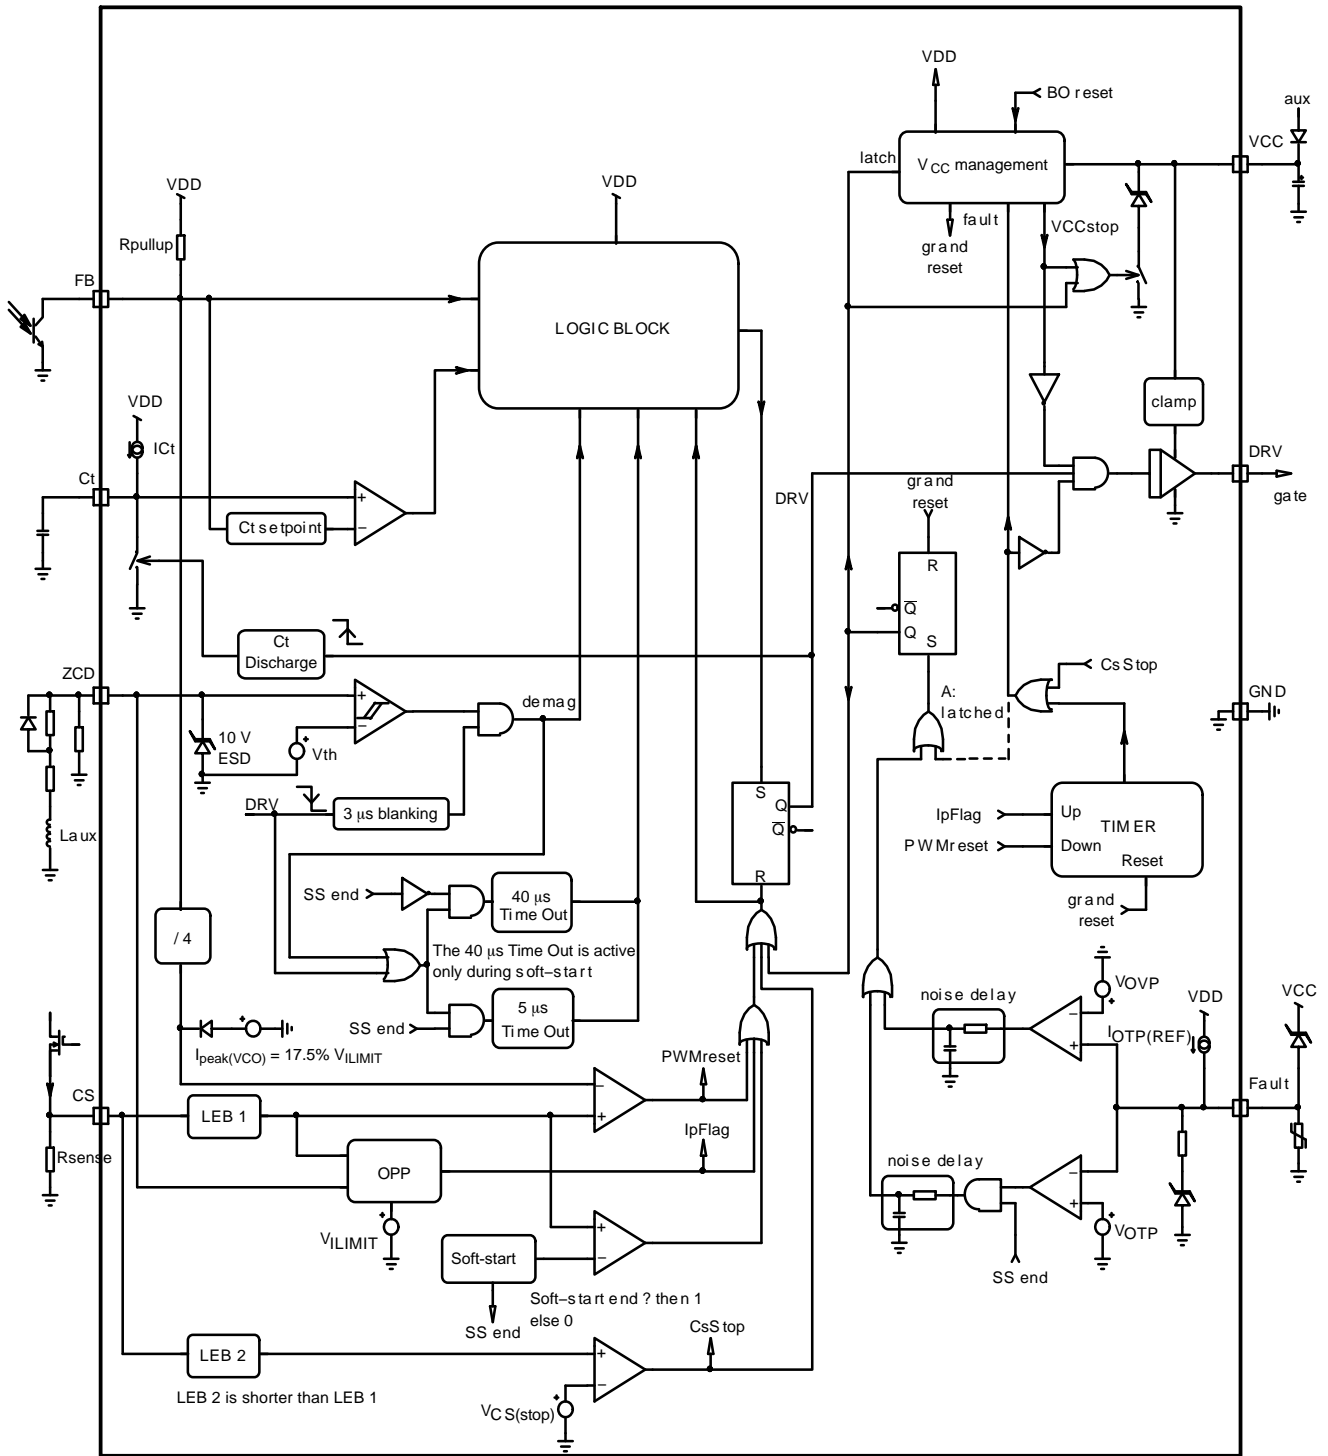 VDD
BO reset
aux
VCC
latch
VCC management
VDD
VDD
fault
VCCstop
grand
reset
Rpullup
FB
LOGIC BLOCK
clamp
VDD
ICt
DRV
Ct
grand
reset
DRV
gate
Ct setpoint
+
−
R
Q
Q
S
Ct
Discharge
CsStop
ZCD
A:
latched
GND
demag
+
−
10 V
ESD
+
Vth
DRV
3 µs blanking
S
Q
Q
R
IpFlag
Up
TIMER
PWMreset
Down
Reset
Laux
SS end
40 µs
Time Out
grand
reset
/ 4
The 40 µs Time Out is active
only during soft−start
VOVP
+
noise delay
VDD
5 µs
Time Out
SS end
−
+
IOTP(REF)
+
Ipeak(VCO) = 17.5% VILIMIT
PWMreset
Fault
CS
LEB 1
−
+
IpFlag
Rsense
OPP
noise delay
−
+
+
VOTP
+
VILIMIT
+
−
Soft-start
SS end
SS end
Soft−start end ? then 1
else 0
CsStop
LEB 2
+
−
LEB 2 is shorter than LEB 1
+
VCS(stop)